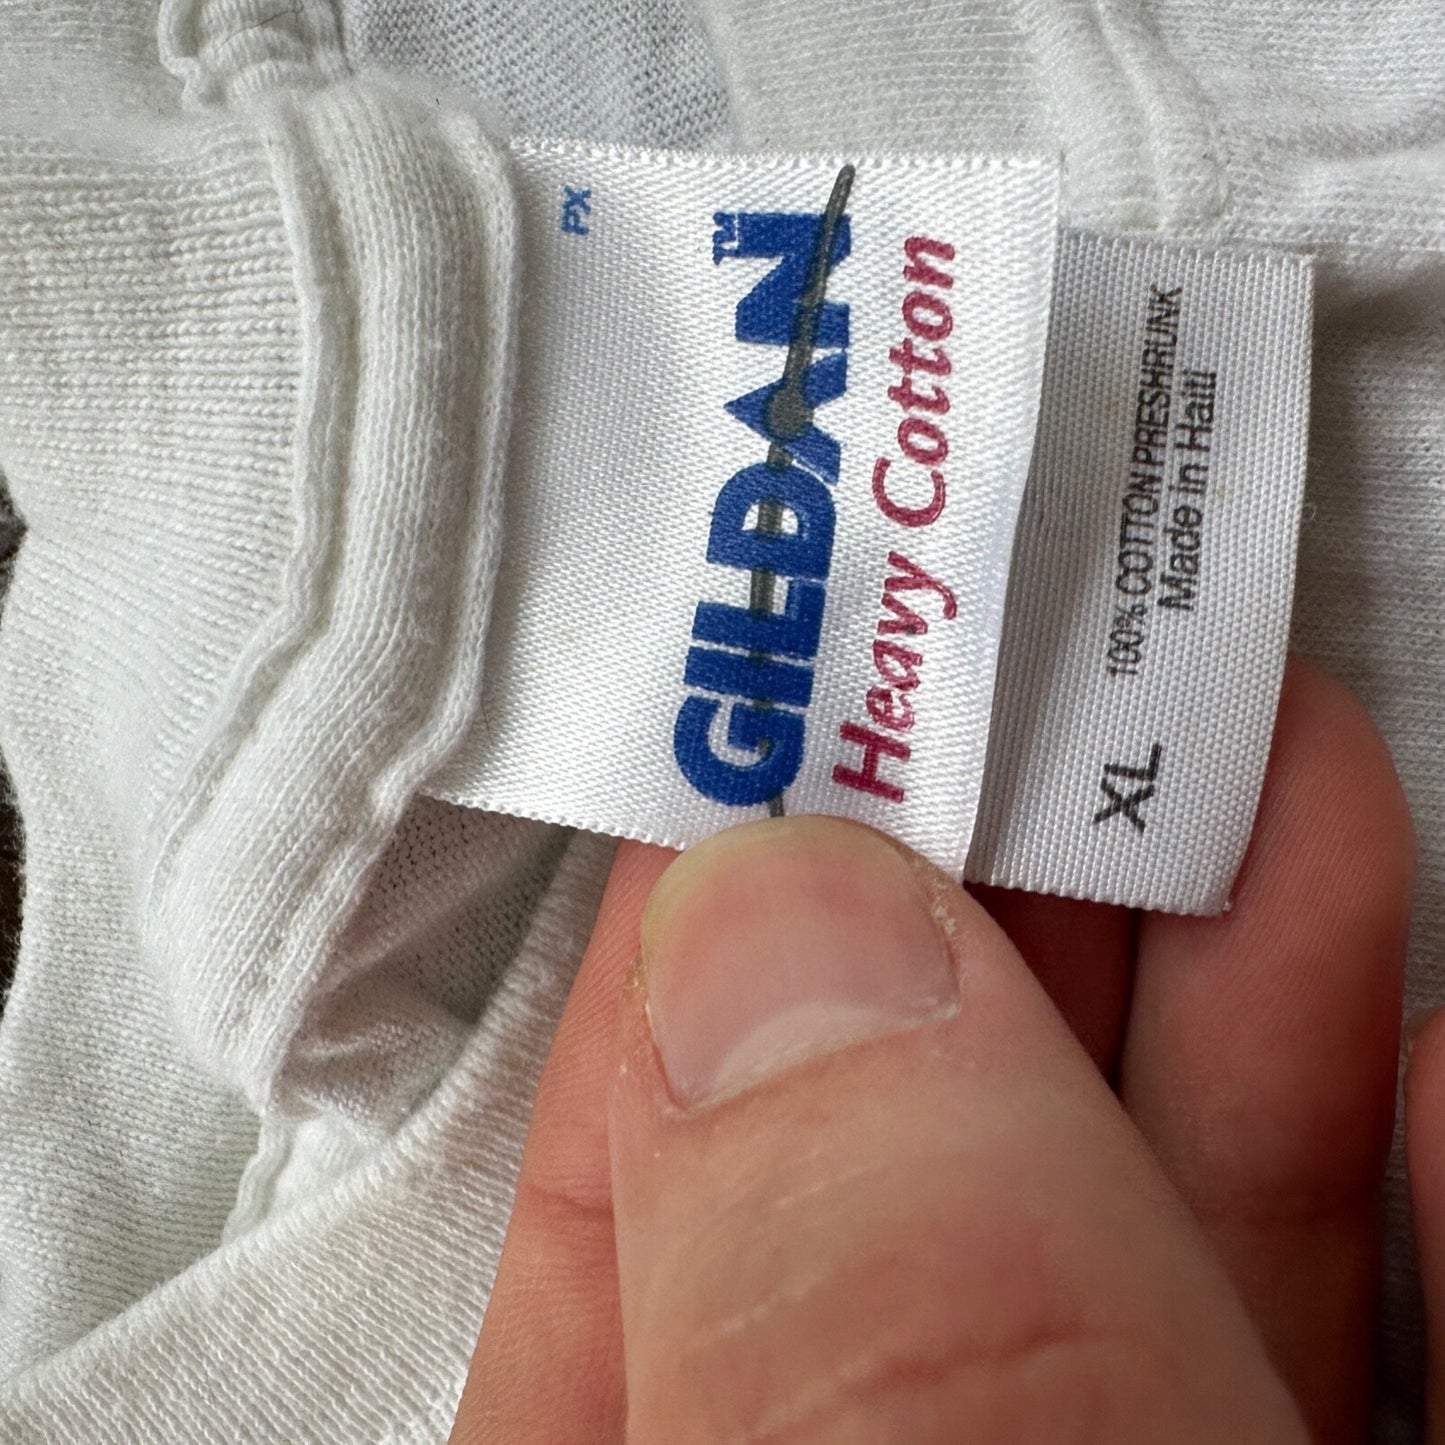 PX
GILDAN™
Heavy Cotton
100% COTTON PRESHRUNK
Made in Haiti
XL